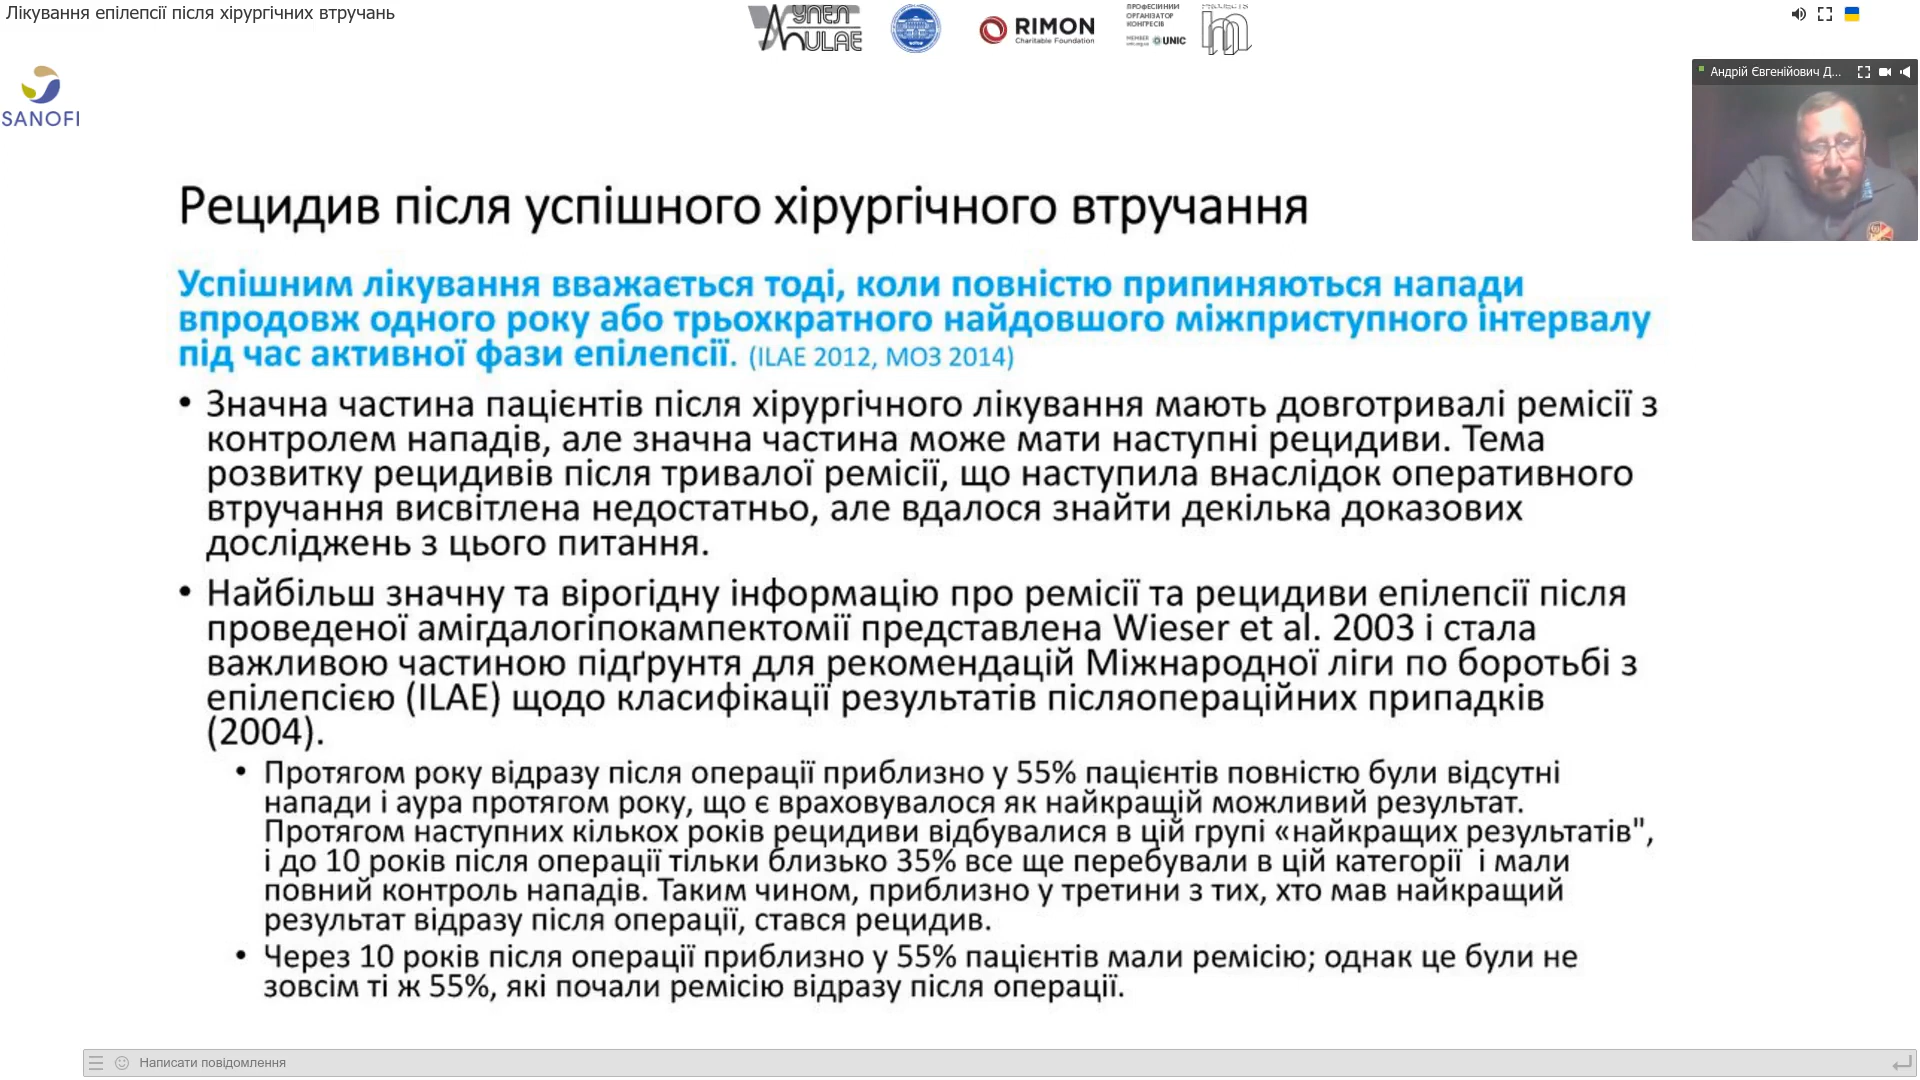 Лікування епілепсії після хірургічних втручань
УПЕЛ
ULAE
RIMON
Charitable Foundation
ПРОФЕСІЙНИЙ
ОРГАНІЗАТОР
КОНГРЕСІВ
MEMBER
UNIC
SANOFI
Андрій Євгенійович Д...
Рецидив після успішного хірургічного втручання
Успішним лікування вважається тоді, коли повністю припиняються напади
впродовж одного року або трьохкратного найдовшого міжприступного інтервалу
під час активної фази епілепсії. (ILAE 2012, МОЗ 2014)
• Значна частина пацієнтів після хірургічного лікування мають довготривалі ремісії з
контролем нападів, але значна частина може мати наступні рецидиви. Тема
розвитку рецидивів після тривалої ремісії, що наступила внаслідок оперативного
втручання висвітлена недостатньо, але вдалося знайти декілька доказових
досліджень з цього питання.
• Найбільш значну та вірогідну інформацію про ремісії та рецидиви епілепсії після
проведеної амігдалогіпокампектомії представлена Wieser et al. 2003 і стала
важливою частиною підґрунтя для рекомендацій Міжнародної ліги по боротьбі з
епілепсією (ILAE) щодо класифікації результатів післяопераційних припадків
(2004).
• Протягом року відразу після операції приблизно у 55% пацієнтів повністю були відсутні
напади і аура протягом року, що є враховувалося як найкращій можливий результат.
Протягом наступних кількох років рецидиви відбувалися в цій групі «найкращих результатів",
і до 10 років після операції тільки близько 35% все ще перебували в цій категорії і мали
повний контроль нападів. Таким чином, приблизно у третини з тих, хто мав найкращий
результат відразу після операції, стався рецидив.
• Через 10 років після операції приблизно у 55% пацієнтів мали ремісію; однак це були не
зовсім ті ж 55%, які почали ремісію відразу після операції.
Написати повідомлення